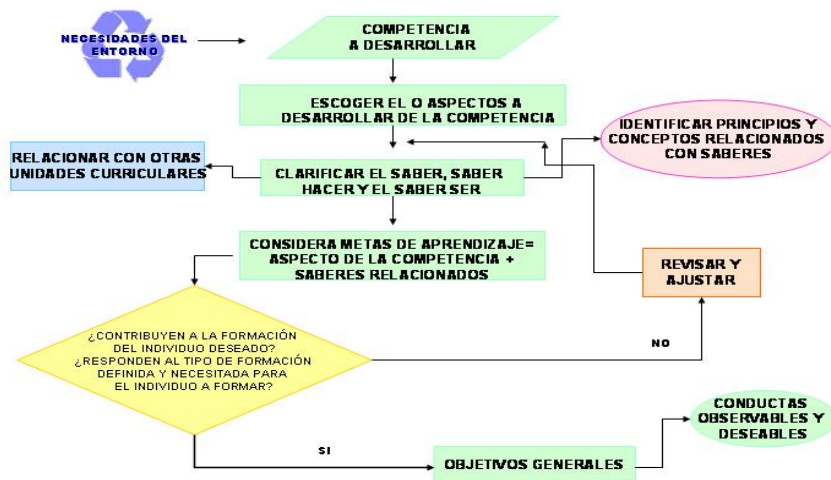 NECESIDADES DEL
ENTORNO
COMPETENCIA
A DESARROLLAR
ESCOGER EL O ASPECTOS A
DESARROLLAR DE LA COMPETENCIA
IDENTIFICAR PRINCIPIOS Y
CONCEPTOS RELACIONADOS
CON SABERES
RELACIONAR CON OTRAS
UNIDADES CURRICULARES
CLARIFICAR EL SABER, SABER
HACER Y EL SABER SER
CONSIDERA METAS DE APRENDIZAJE=
ASPECTO DE LA COMPETENCIA +
SABERES RELACIONADOS
REVISAR Y
AJUSTAR
¿CONTRIBUYEN A LA FORMACIÓN
DEL INDIVIDUO DESEADO?
¿RESPONDEN AL TIPO DE FORMACIÓN
DEFINIDA Y NECESITADA PARA
EL INDIVIDUO A FORMAR?
NO
CONDUCTAS
OBSERVABLES Y
DESEABLES
SI
OBJETIVOS GENERALES